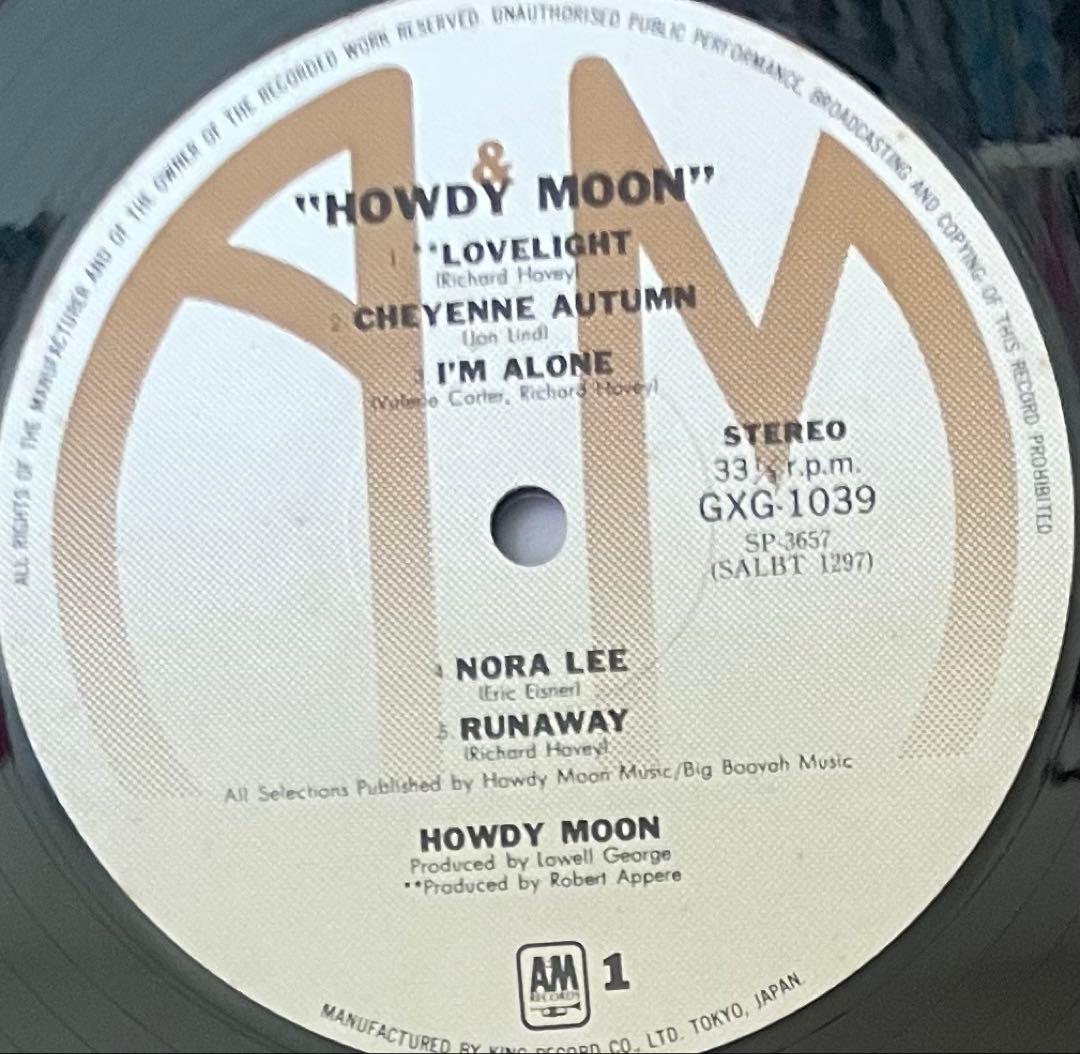 ALL RIGHTS OF THE MANUFACTURER AND OF THE OWNER OF THE RECORDED WORK RESERVED. UNAUTHORISED PUBLIC PERFORMANCE, BROADCASTING AND COPYING OF THIS RECORD PROHIBITED
A&M
"HOWDY MOON"
1 **LOVELIGHT
(Richard Hovey)
2 CHEYENNE AUTUMN
(Jon Lind)
3 I'M ALONE
(Valerie Carter, Richard Hovey)
STEREO
33⅓ r.p.m.
GXG-1039
SP-3657
(SALBT 1297)
4 NORA LEE
(Eric Eisner)
5 RUNAWAY
(Richard Hovey)
All Selections Published by Howdy Moon Music/Big Boovah Music
HOWDY MOON
Produced by Lowell George
**Produced by Robert Appere
A&M RECORDS 1
MANUFACTURED BY KING RECORD CO., LTD. TOKYO, JAPAN